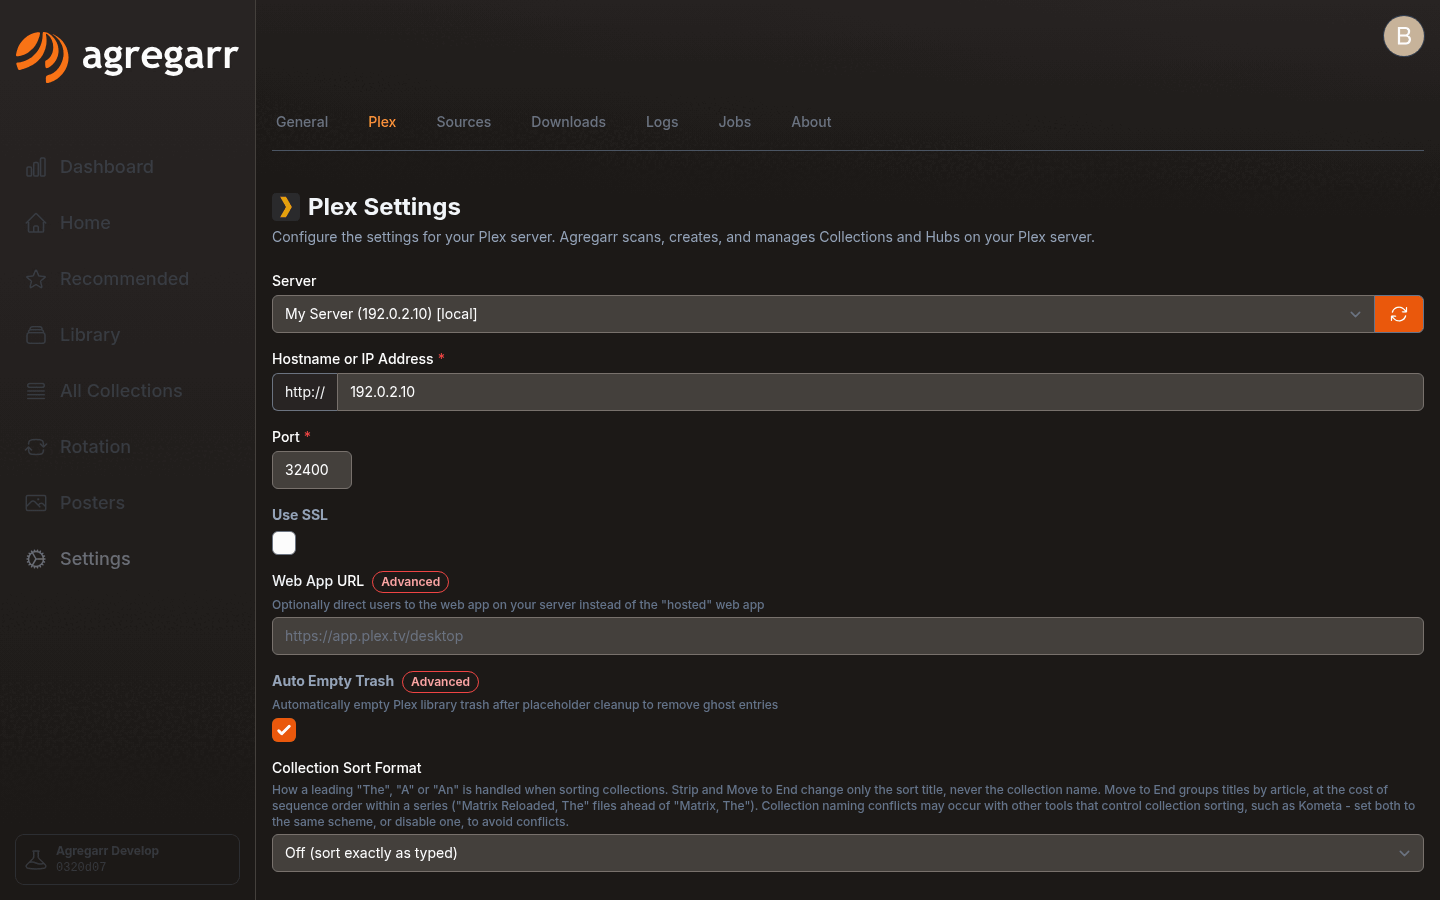 agregarr
B
Dashboard
Home
Recommended
Library
All Collections
Rotation
Posters
Settings
Agregarr Develop
0320d07
General Plex Sources Downloads Logs Jobs About
Plex Settings
Configure the settings for your Plex server. Agregarr scans, creates, and manages Collections and Hubs on your Plex server.
Server
My Server (192.0.2.10) [local]
Hostname or IP Address *
http:// 192.0.2.10
Port *
32400
Use SSL
Web App URL Advanced
Optionally direct users to the web app on your server instead of the "hosted" web app
https://app.plex.tv/desktop
Auto Empty Trash Advanced
Automatically empty Plex library trash after placeholder cleanup to remove ghost entries
Collection Sort Format
How a leading "The", "A" or "An" is handled when sorting collections. Strip and Move to End change only the sort title, never the collection name. Move to End groups titles by article, at the cost of
sequence order within a series ("Matrix Reloaded, The" files ahead of "Matrix, The"). Collection naming conflicts may occur with other tools that control collection sorting, such as Kometa - set both to
the same scheme, or disable one, to avoid conflicts.
Off (sort exactly as typed)